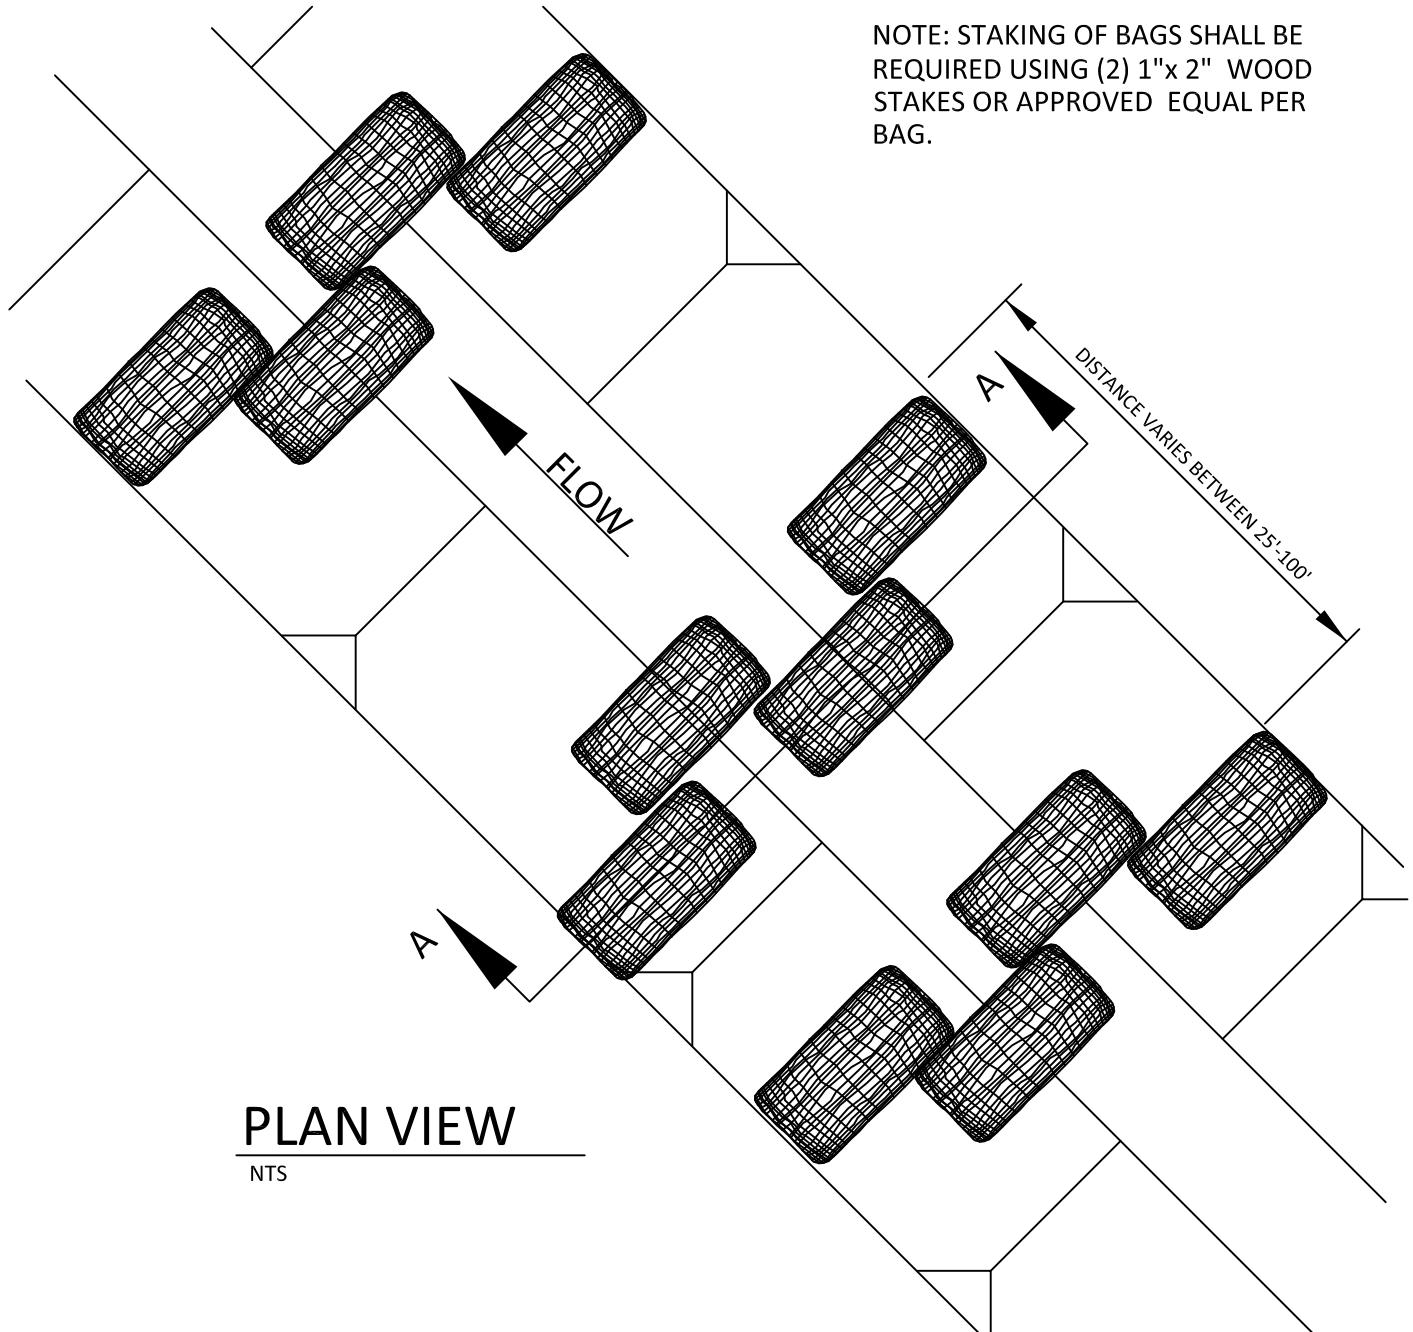 NOTE: STAKING OF BAGS SHALL BE
REQUIRED USING (2) 1"x 2" WOOD
STAKES OR APPROVED EQUAL PER
BAG.
A
DISTANCE VARIES BETWEEN 25'-100'
FLOW
A
PLAN VIEW
NTS